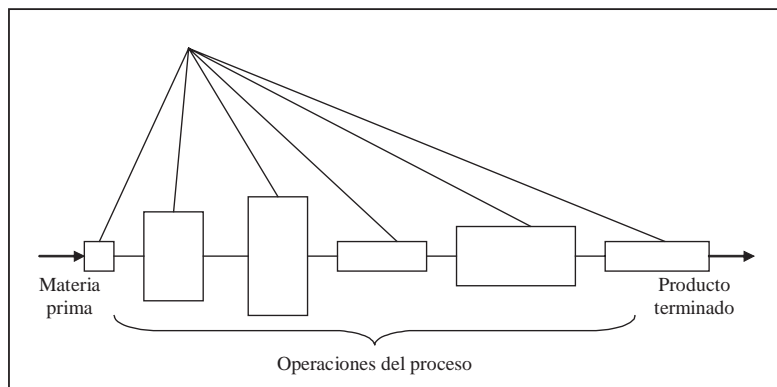 Materia
prima
Producto
terminado
Operaciones del proceso